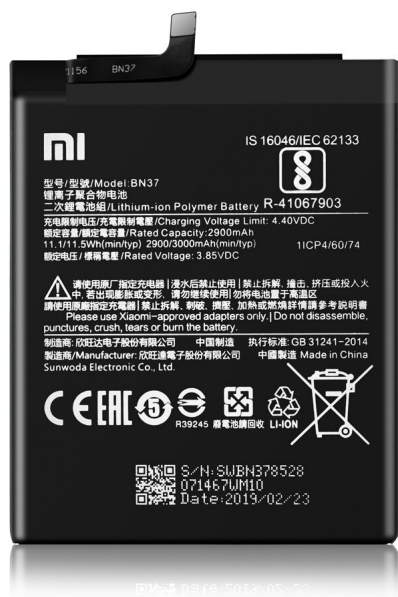 1156 BN37
mi
IS 16046/IEC 62133
R-41067903
型号/型號/Model:BN37
锂离子聚合物电池
二次鋰電池組/Lithium-ion Polymer Battery
充电限制电压/充電限制電壓/Charging Voltage Limit: 4.40VDC
额定容量/額定容量/Rated Capacity: 2900mAh
11.1/11.5Wh(min/typ) 2900/3000mAh(min/typ) 1ICP4/60/74
额定电压/標稱電壓/Rated Voltage: 3.85VDC
请使用原厂指定充电器|浸水后禁止使用|禁止拆解、撞击、挤压或投入火
中，若出现膨胀或变形，请勿继续使用|勿将电池置于高温区
請使用原廠指定充電器|禁止拆解、刺破、擠壓、加熱或燃燒詳情請參見說明書
Please use Xiaomi-approved adapters only.|Do not disassemble,
punctures, crush, tears or burn the battery.
制造商: 欣旺达电子股份有限公司 中国制造 执行标准: GB 31241-2014
製造商/Manufacturer: 欣旺達電子股份有限公司 中國製造/Made in China
Sunwoda Electronic Co., Ltd.
CE EAC 5
R39245 廢電池請回收 LI-ION
S/N:SWBN378528
071467WM10
Date:2019/02/23